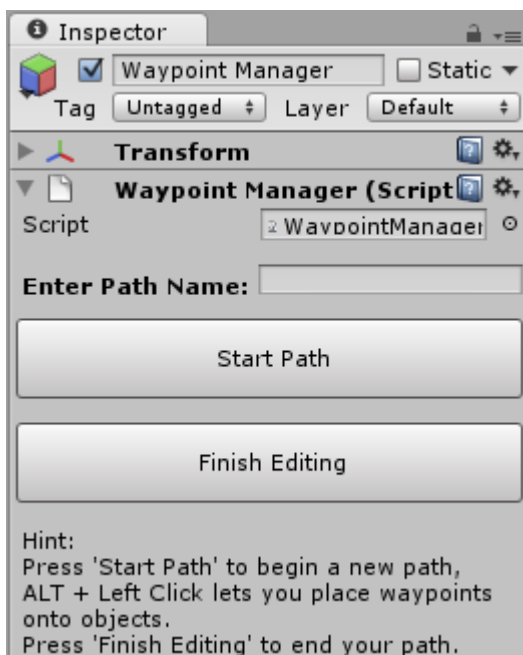 Inspector
Waypoint Manager Static
Tag Untagged Layer Default
Transform
Waypoint Manager (Script
Script WaypointManager
Enter Path Name:
Start Path
Finish Editing
Hint:
Press 'Start Path' to begin a new path,
ALT + Left Click lets you place waypoints
onto objects.
Press 'Finish Editing' to end your path.